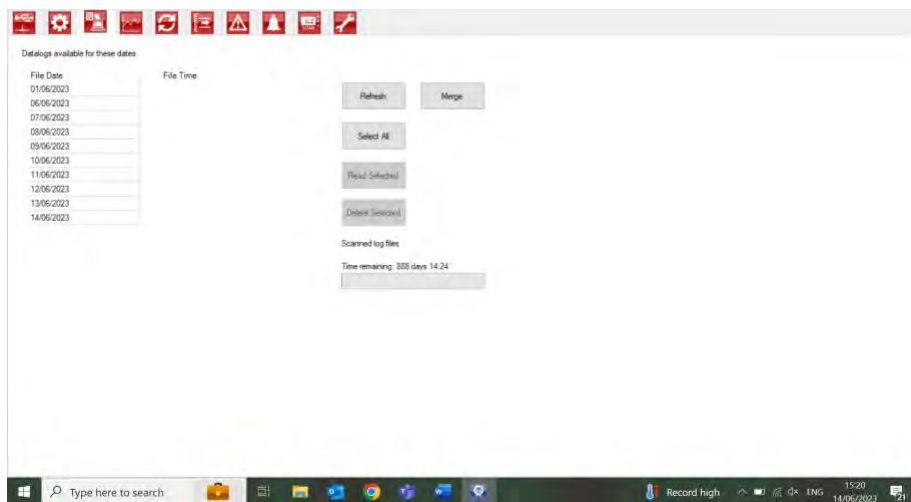 Datalogs available for these dates
File Date File Time
01/06/2023
06/06/2023
07/06/2023
08/06/2023
09/06/2023
10/06/2023
11/06/2023
12/06/2023
13/06/2023
14/06/2023
Refresh Merge
Select All
Read Selected
Delete Selected
Scanned log files
Time remaining: 888 days 14:24
Type here to search
Record high
ENG
15:20
14/06/2023